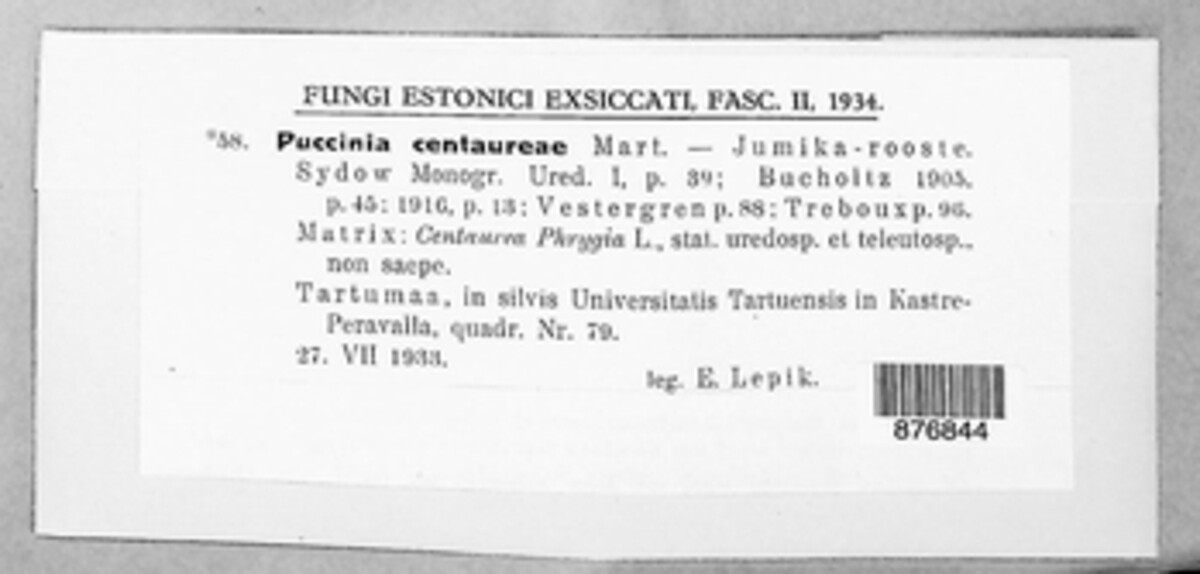 FUNGI ESTONICI EXSICCATI, FASC. II, 1934.
*58. Puccinia centaureae Mart. — Jumika-rooste.
Sydow Monogr. Ured. I, p. 39; Bucholtz 1905,
p. 45; 1916, p. 13; Vestergren p. 88; Treboux p. 96.
Matrix: Centaurea Phrygia L., stat. uredosp. et teleutosp.,
non saepe.
Tartumaa, in silvis Universitatis Tartuensis in Kastre-
Peravalla, quadr. Nr. 79.
27. VII 1933.
leg. E. Lepik.
876844